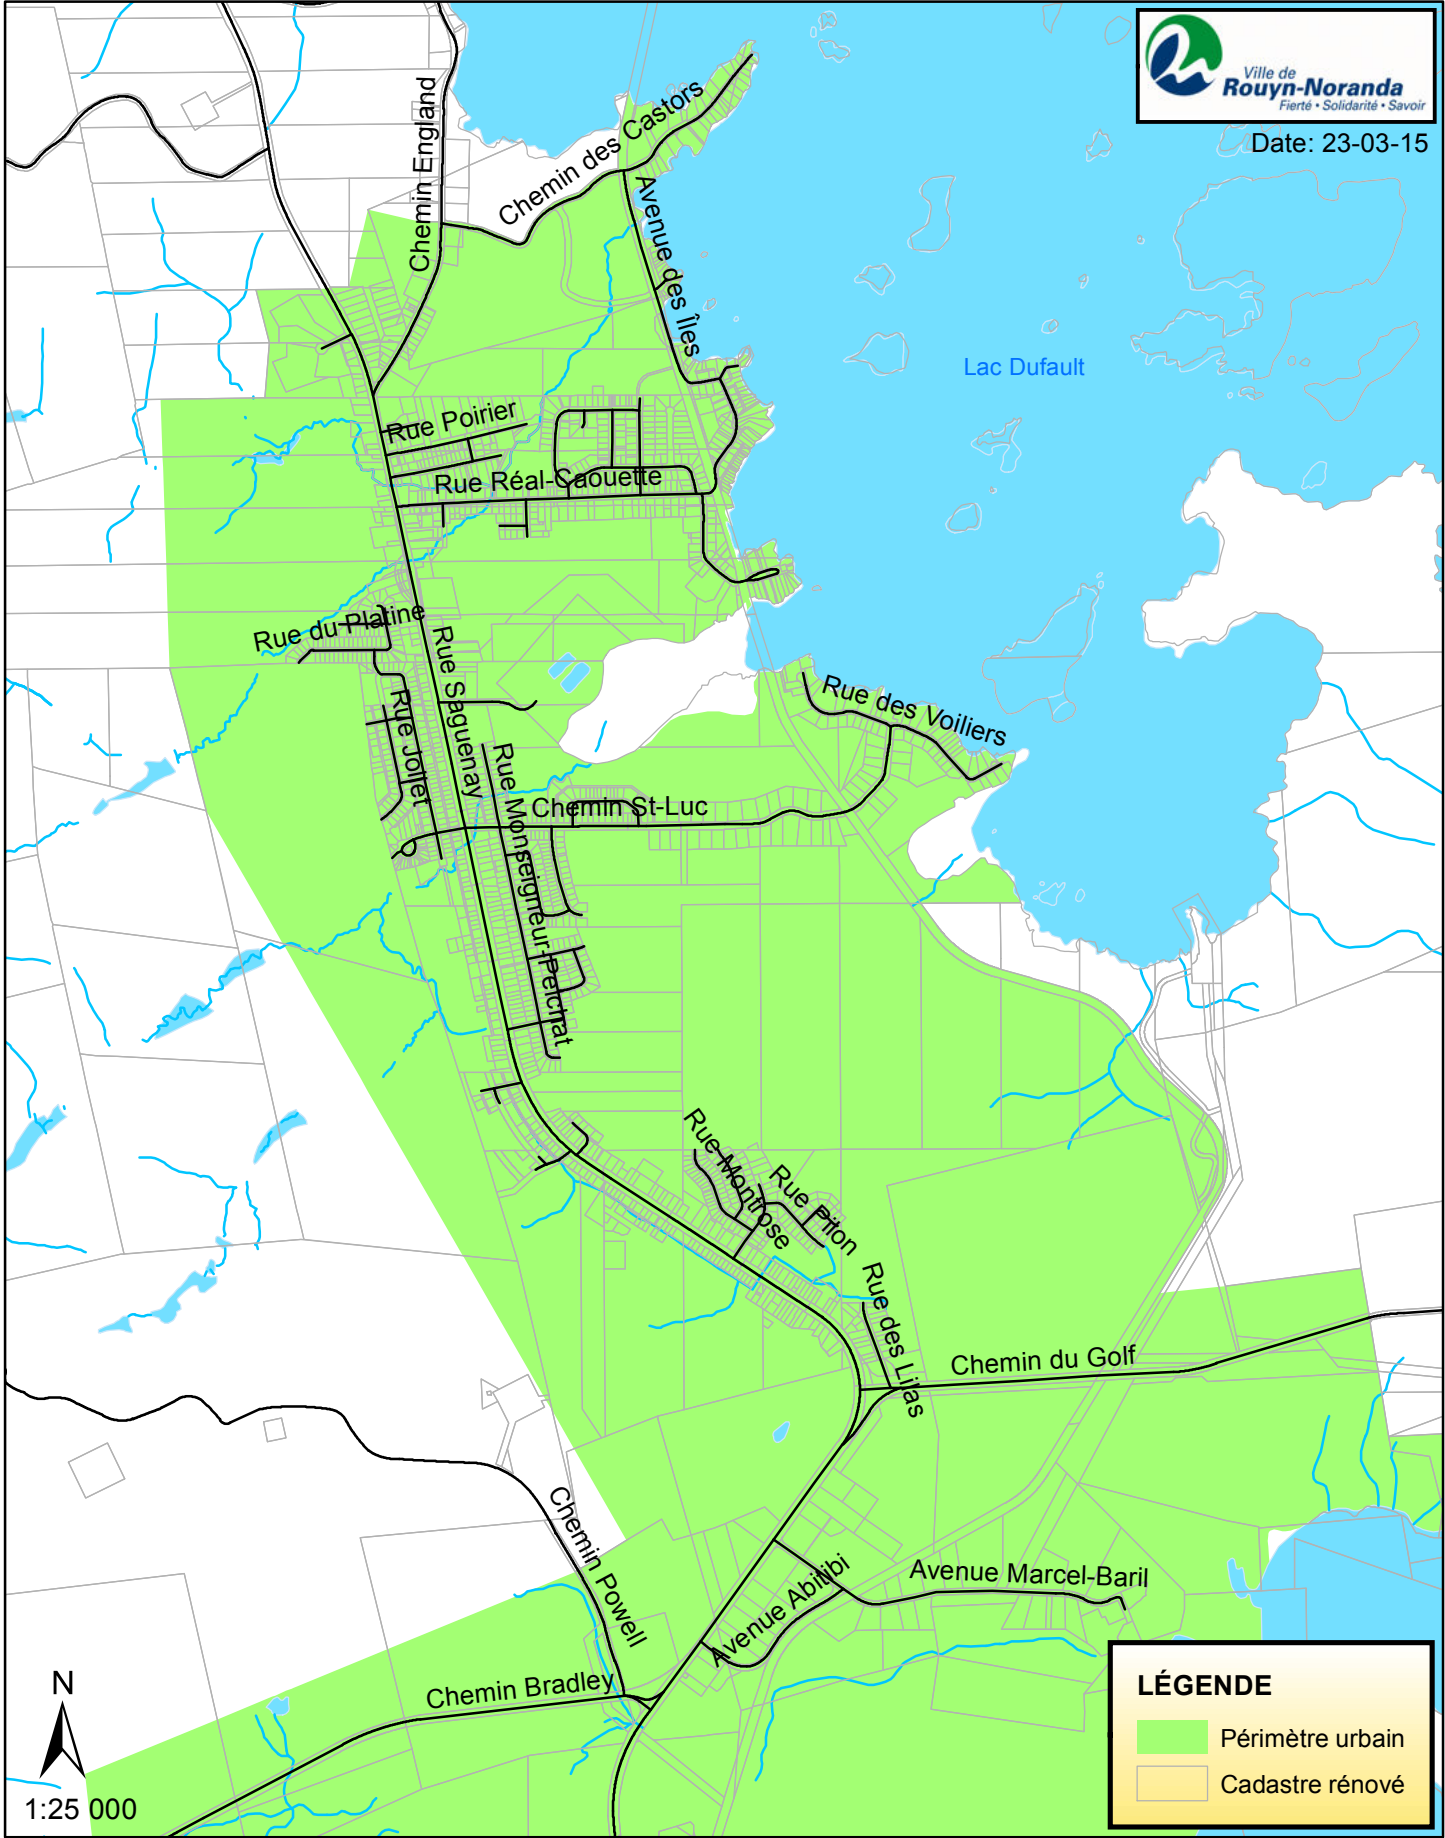 Ville de
Rouyn-Noranda
Fierté • Solidarité • Savoir
Date: 23-03-15
Chemin England
Chemin des Castors
Avenue des Îles
Lac Dufault
Rue Poirier
Rue Réal-Caouette
Rue du Platine
Rue Saguenay
Rue Jollet
Rue des Voiliers
Rue Monseigneur-Pelchat
Chemin St-Luc
Rue Montrose
Rue Piton
Rue des Lilas
Chemin du Golf
Chemin Powell
Avenue Abitibi
Avenue Marcel-Baril
Chemin Bradley
N
1:25 000
LÉGENDE
Périmètre urbain
Cadastre rénové